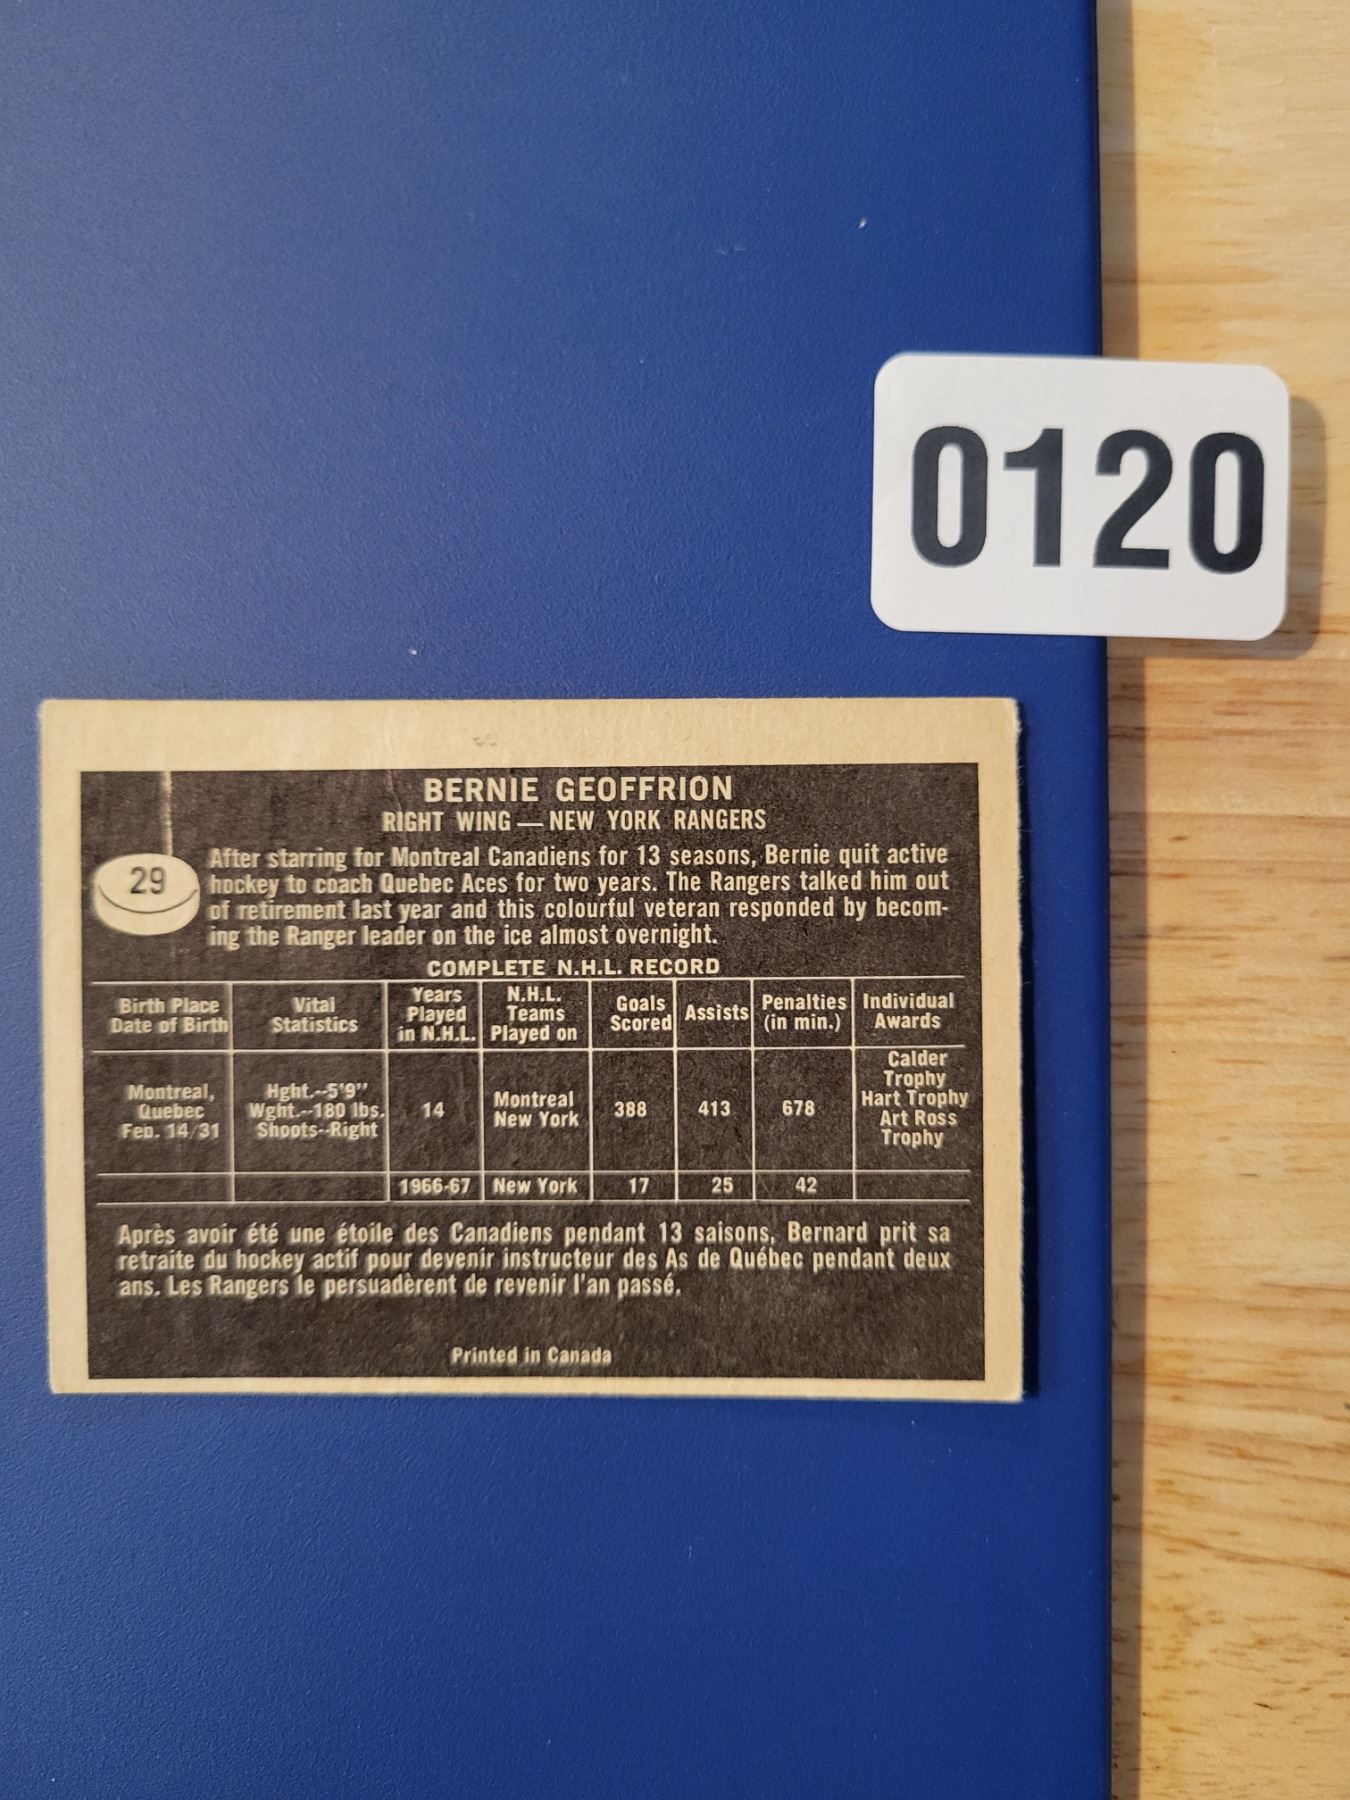 0120
BERNIE GEOFFRION
RIGHT WING — NEW YORK RANGERS
29
After starring for Montreal Canadiens for 13 seasons, Bernie quit active
hockey to coach Quebec Aces for two years. The Rangers talked him out
of retirement last year and this colourful veteran responded by becom-
ing the Ranger leader on the ice almost overnight.
COMPLETE N.H.L. RECORD
Birth Place
Date of Birth
Vital
Statistics
Years
Played
in N.H.L.
N.H.L.
Teams
Played on
Goals
Scored
Assists
Penalties
(in min.)
Individual
Awards
Montreal,
Quebec
Feb. 14/31
Hght.--5'9"
Wght.--180 lbs.
Shoots--Right
14
Montreal
New York
388
413
678
Calder
Trophy
Hart Trophy
Art Ross
Trophy
1966-67
New York
17
25
42
Après avoir été une étoile des Canadiens pendant 13 saisons, Bernard prit sa
retraite du hockey actif pour devenir instructeur des As de Québec pendant deux
ans. Les Rangers le persuadèrent de revenir l'an passé.
Printed in Canada